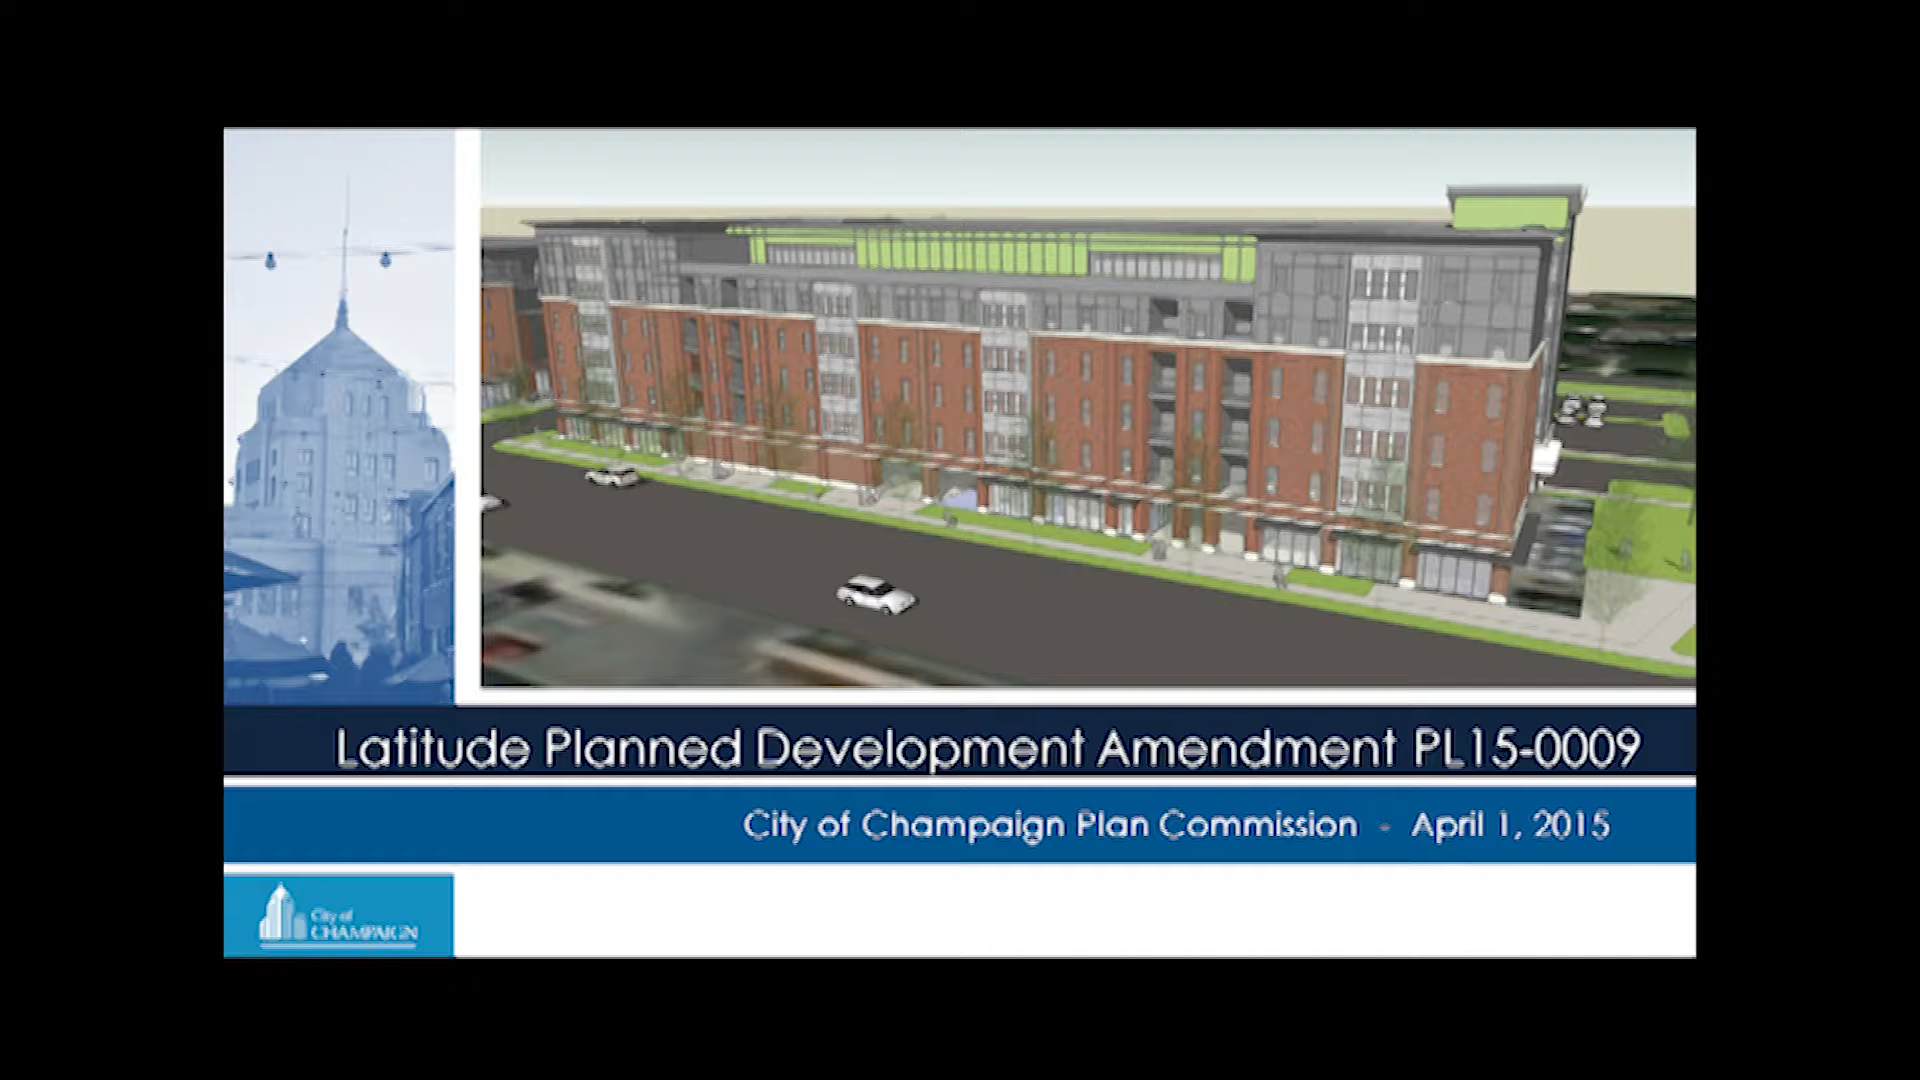 Latitude Planned Development Amendment PL15-0009
City of Champaign Plan Commission - April 1, 2015
City of
CHAMPAIGN